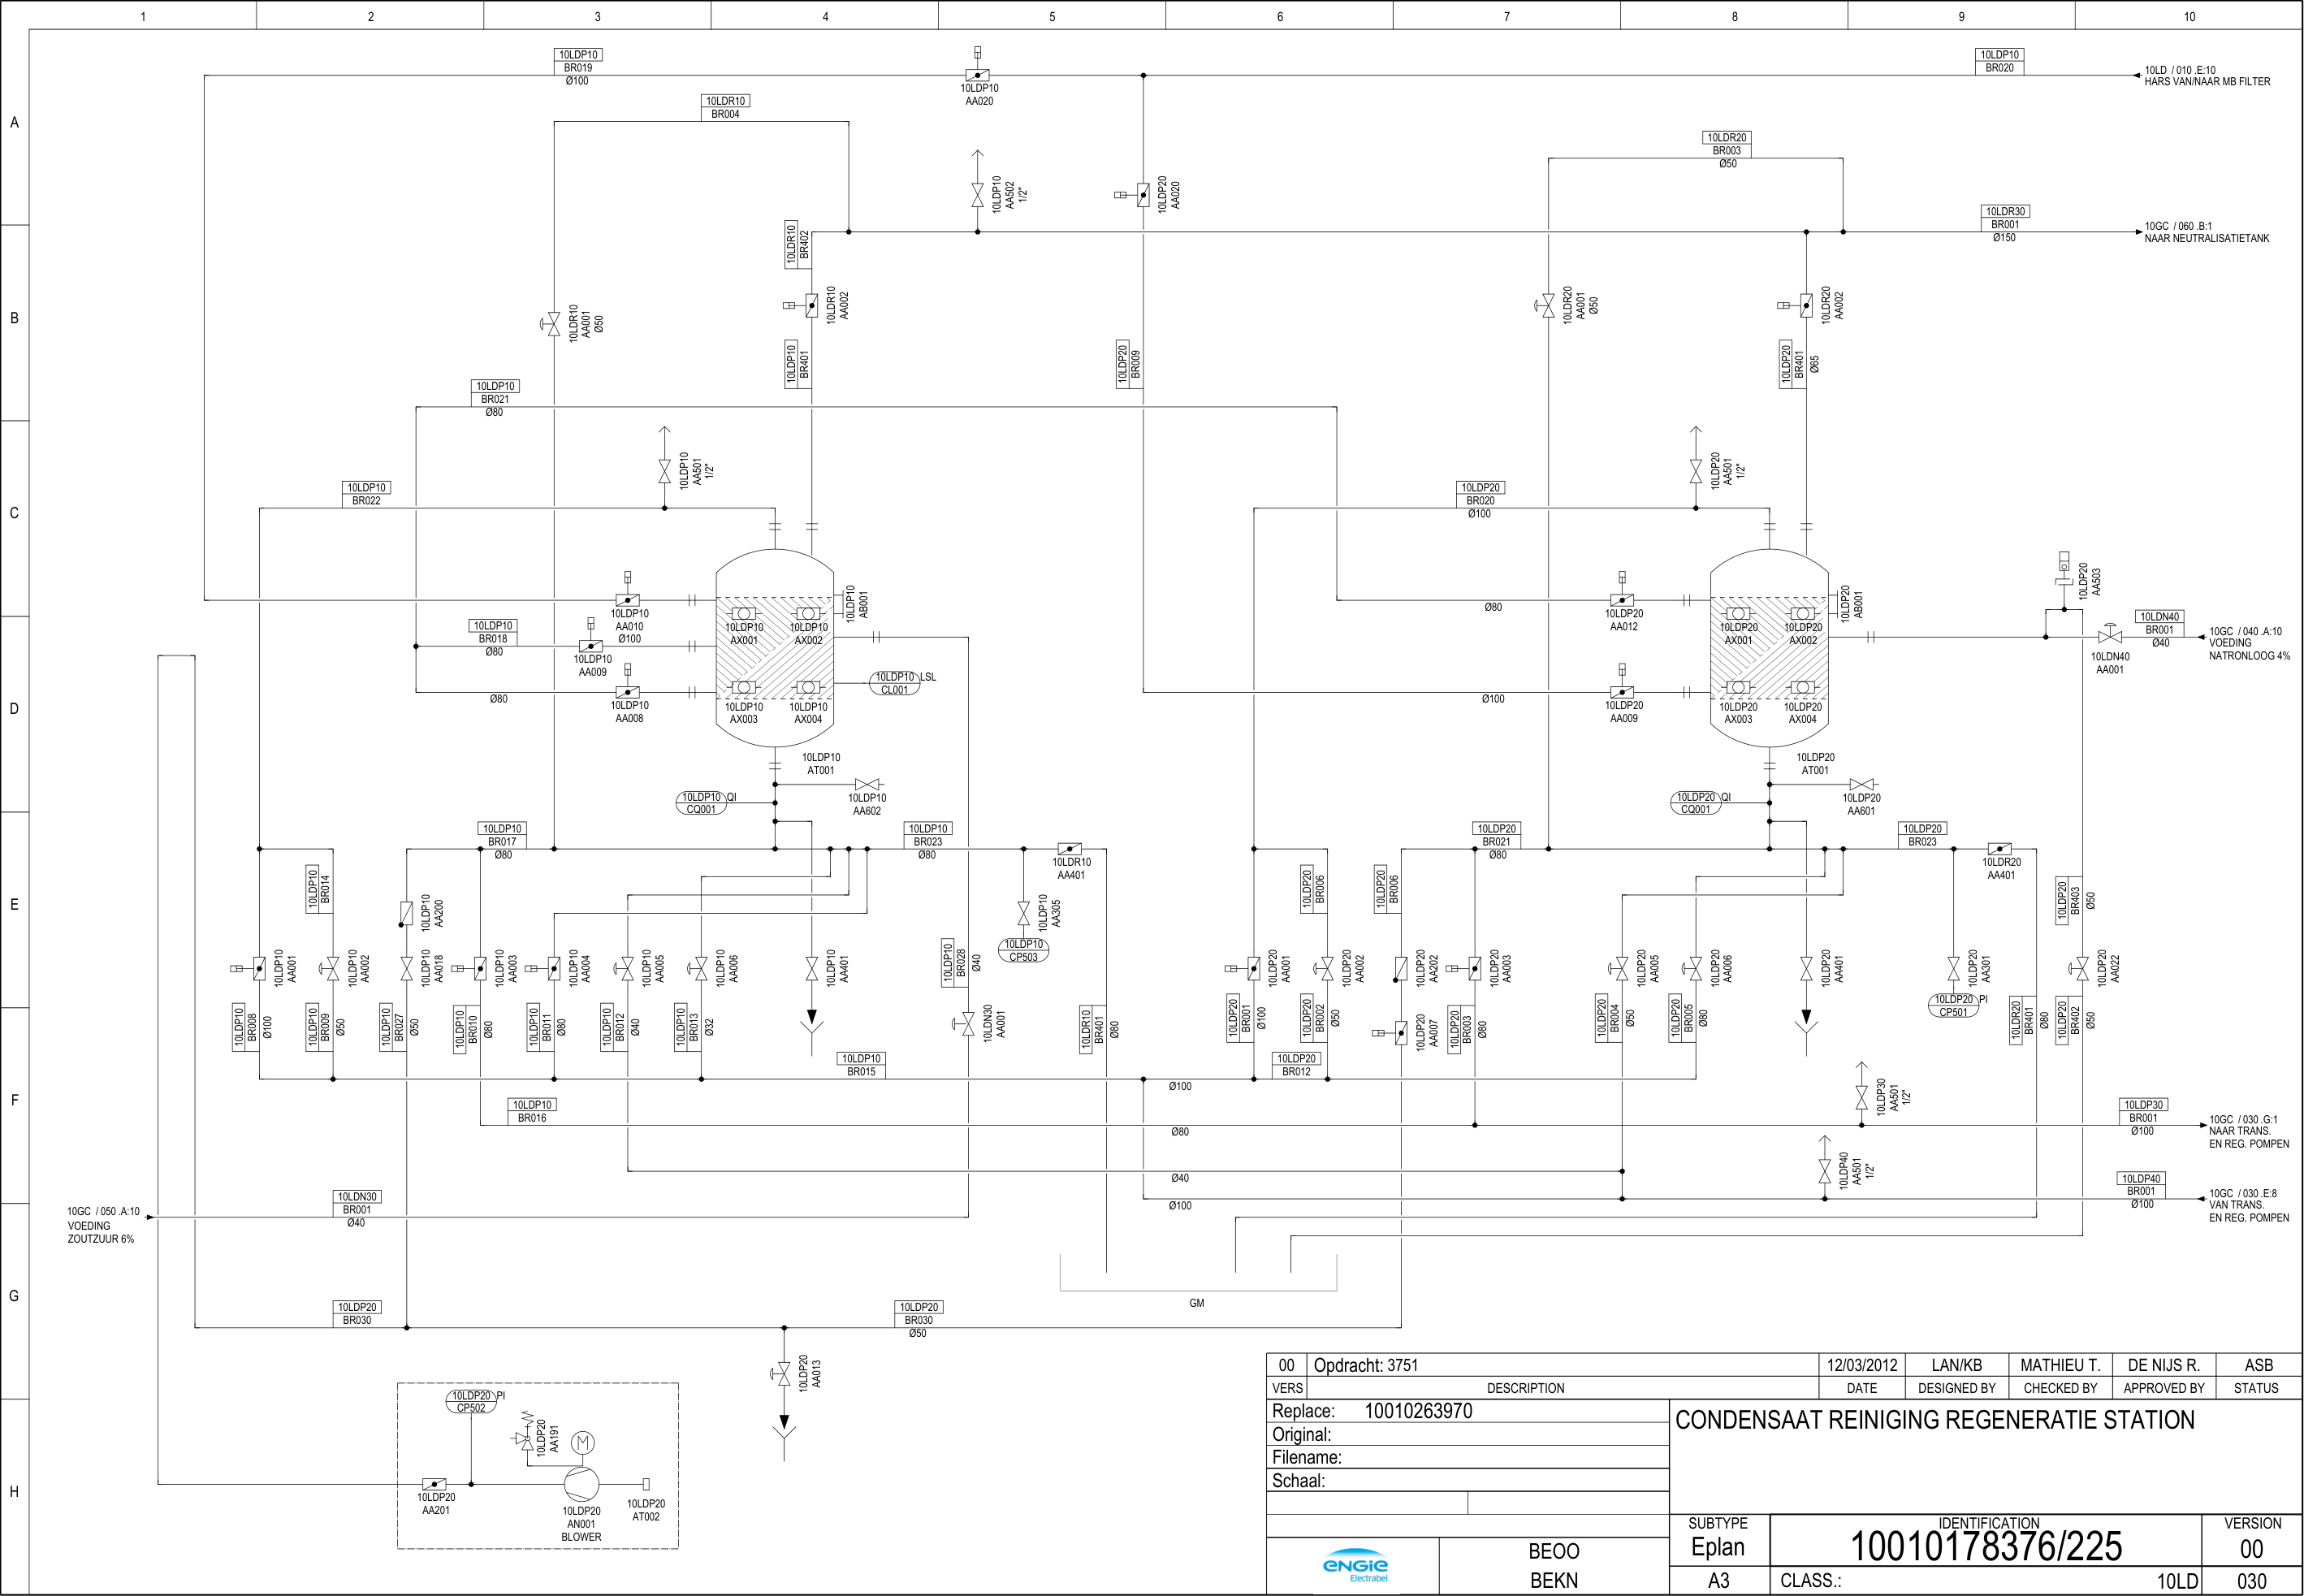 1 2 3 4 5 6 7 8 9 10
A
B
C
D
E
F
G
H
10LDP10
BR019
Ø100
10LDP10
AA020
10LDP10
BR020
10LD / 010 .E:10
HARS VAN/NAAR MB FILTER
10LDR10
BR004
10LDP10
AA502
1/2"
10LDP20
AA020
10LDR20
BR003
Ø50
10LDR30
BR001
Ø150
10GC / 060 .B:1
NAAR NEUTRALISATIETANK
10LDR10
BR402
10LDR10
AA002
10LDR10
AA001
Ø50
10LDP10
BR401
10LDP20
BR009
10LDR20
AA001
Ø50
10LDR20
AA002
10LDP20
BR401
Ø65
10LDP10
BR021
Ø80
10LDP10
AA501
1/2"
10LDP20
AA501
1/2"
10LDP10
BR022
10LDP20
BR020
Ø100
10LDP10
AA010
Ø100
10LDP10
BR018
Ø80
10LDP10
AA009
Ø80
10LDP10
AA008
10LDP10
AX001
10LDP10
AX002
10LDP10
AX003
10LDP10
AX004
10LDP10
AB001
10LDP10 LSL
CL001
10LDP10
AT001
10LDP10 QI
CQ001
10LDP10
AA602
Ø80
10LDP20
AA012
Ø100
10LDP20
AA009
10LDP20
AX001
10LDP20
AX002
10LDP20
AX003
10LDP20
AX004
10LDP20
AB001
10LDP20
AA503
10LDN40
BR001
Ø40
10LDN40
AA001
10GC / 040 .A:10
VOEDING
NATRONLOOG 4%
10LDP20
AT001
10LDP20 QI
CQ001
10LDP20
AA601
10LDP10
BR017
Ø80
10LDP10
BR023
Ø80
10LDR10
AA401
10LDP20
BR021
Ø80
10LDP20
BR023
10LDR20
AA401
10LDP10
BR014
10LDP10
AA200
10LDP10
AA305
10LDP10
CP503
10LDP20
BR006
10LDP20
BR006
10LDP20
BR403
Ø50
10LDP10
AA001
10LDP10
AA002
10LDP10
AA018
10LDP10
AA003
10LDP10
AA004
10LDP10
AA005
10LDP10
AA006
10LDP10
AA401
10LDP10
BR028
Ø40
10LDP20
AA001
10LDP20
AA002
10LDP20
AA202
10LDP20
AA003
10LDP20
AA005
10LDP20
AA006
10LDP20
AA401
10LDP20
AA301
10LDP20 PI
CP501
10LDP20
AA022
10LDP10
BR008
Ø100
10LDP10
BR009
Ø50
10LDP10
BR027
Ø50
10LDP10
BR010
Ø80
10LDP10
BR011
Ø80
10LDP10
BR012
Ø40
10LDP10
BR013
Ø32
10LDN30
AA001
10LDR10
BR401
Ø80
10LDP20
BR001
Ø100
10LDP20
BR002
Ø50
10LDP20
AA007
10LDP20
BR003
Ø80
10LDP20
BR004
Ø50
10LDP20
BR005
Ø80
10LDR20
BR401
Ø80
10LDP20
BR402
Ø50
10LDP10
BR015
Ø100
10LDP20
BR012
10LDP10
BR016
Ø80
10LDP30
AA501
1/2"
10LDP30
BR001
Ø100
10GC / 030 .G:1
NAAR TRANS.
EN REG. POMPEN
Ø40
10LDP40
AA501
1/2"
Ø100
10LDP40
BR001
Ø100
10GC / 030 .E:8
VAN TRANS.
EN REG. POMPEN
10GC / 050 .A:10
VOEDING
ZOUTZUUR 6%
10LDN30
BR001
Ø40
GM
10LDP20
BR030
10LDP20
BR030
Ø50
10LDP20
AA013
10LDP20 PI
CP502
10LDP20
AA191
M
10LDP20
AA201
10LDP20
AN001
BLOWER
10LDP20
AT002
00 Opdracht: 3751 12/03/2012 LAN/KB MATHIEU T. DE NIJS R. ASB
VERS DESCRIPTION DATE DESIGNED BY CHECKED BY APPROVED BY STATUS
Replace: 10010263970
Original:
Filename:
Schaal:
CONDENSAAT REINIGING REGENERATIE STATION
ENGIE
Electrabel
BEOO
BEKN
SUBTYPE
Eplan
A3
IDENTIFICATION
10010178376/225
CLASS.: 10LD
VERSION
00
030